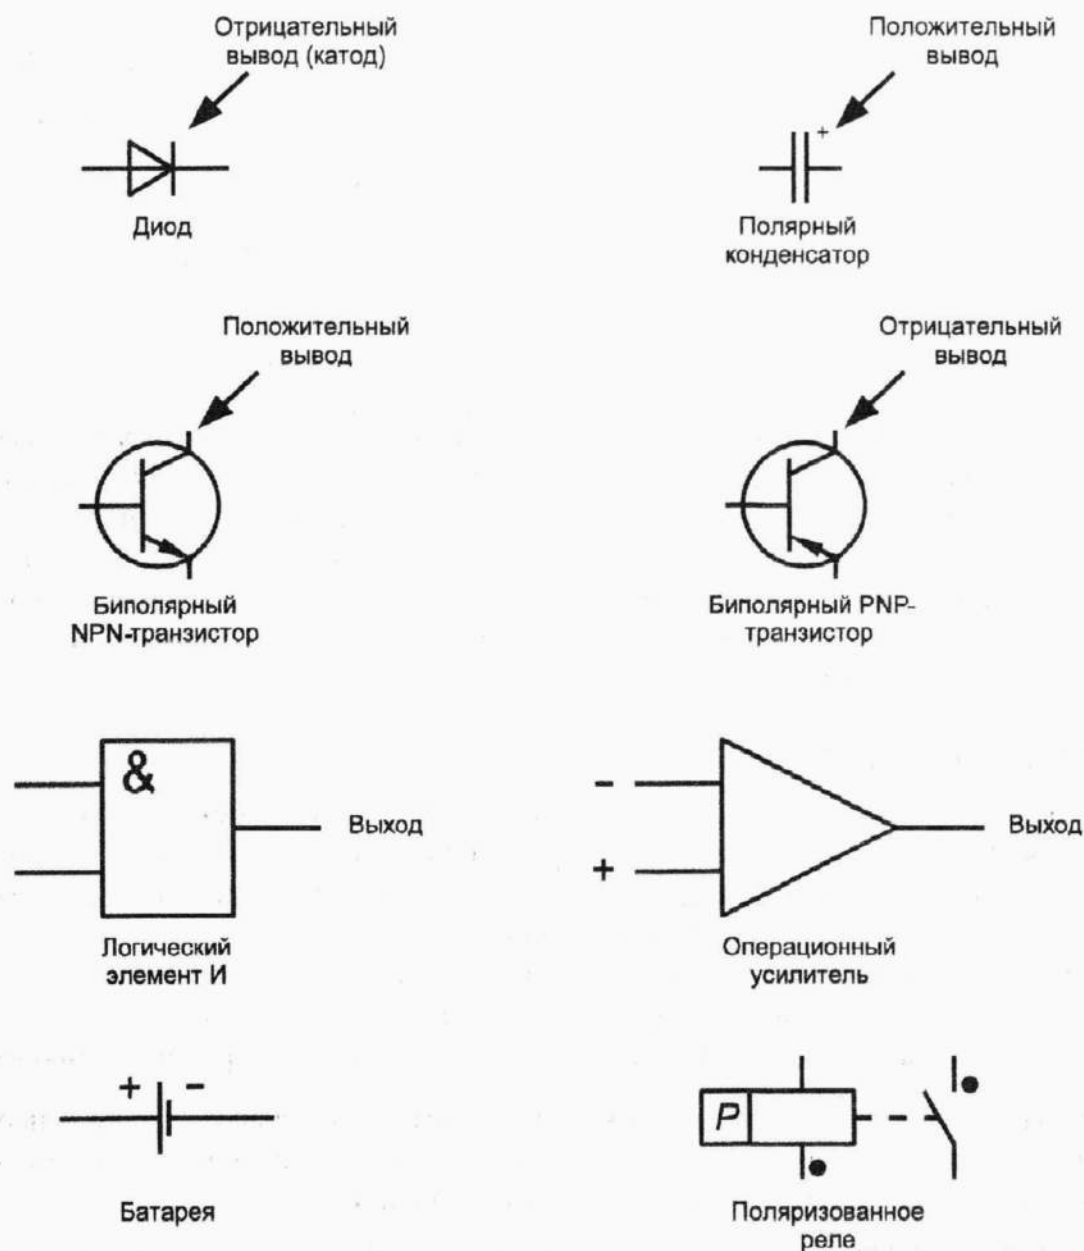 Отрицательный
вывод (катод)
Положительный
вывод
+
Диод
Полярный
конденсатор
Положительный
вывод
Отрицательный
вывод
Биполярный
NPN-транзистор
Биполярный PNP-
транзистор
&
Выход
Логический
элемент И
-
+
Выход
Операционный
усилитель
+ -
Батарея
P
Поляризованное
реле